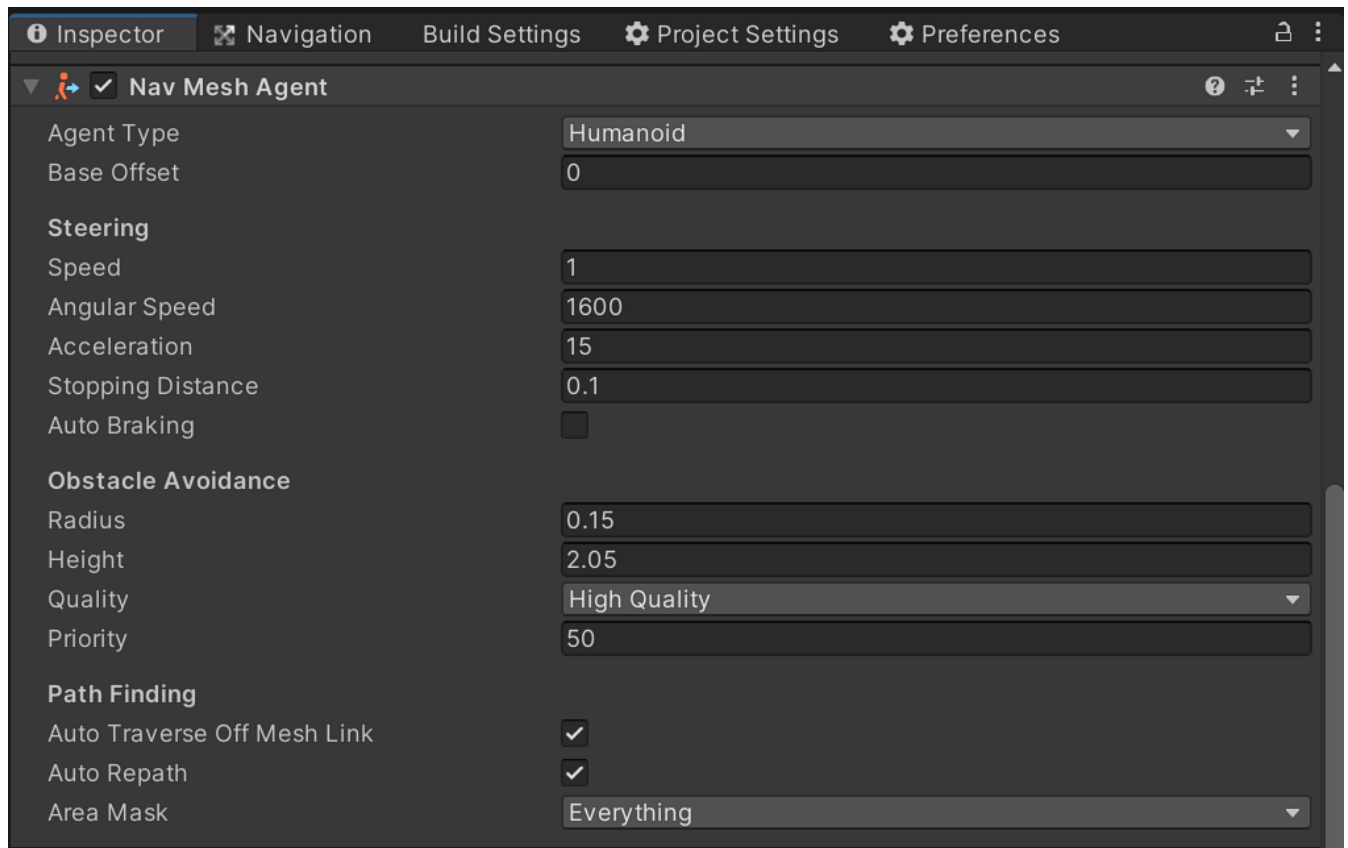 Inspector Navigation Build Settings Project Settings Preferences
Nav Mesh Agent
Agent Type Humanoid
Base Offset 0
Steering
Speed 1
Angular Speed 1600
Acceleration 15
Stopping Distance 0.1
Auto Braking
Obstacle Avoidance
Radius 0.15
Height 2.05
Quality High Quality
Priority 50
Path Finding
Auto Traverse Off Mesh Link
Auto Repath
Area Mask Everything